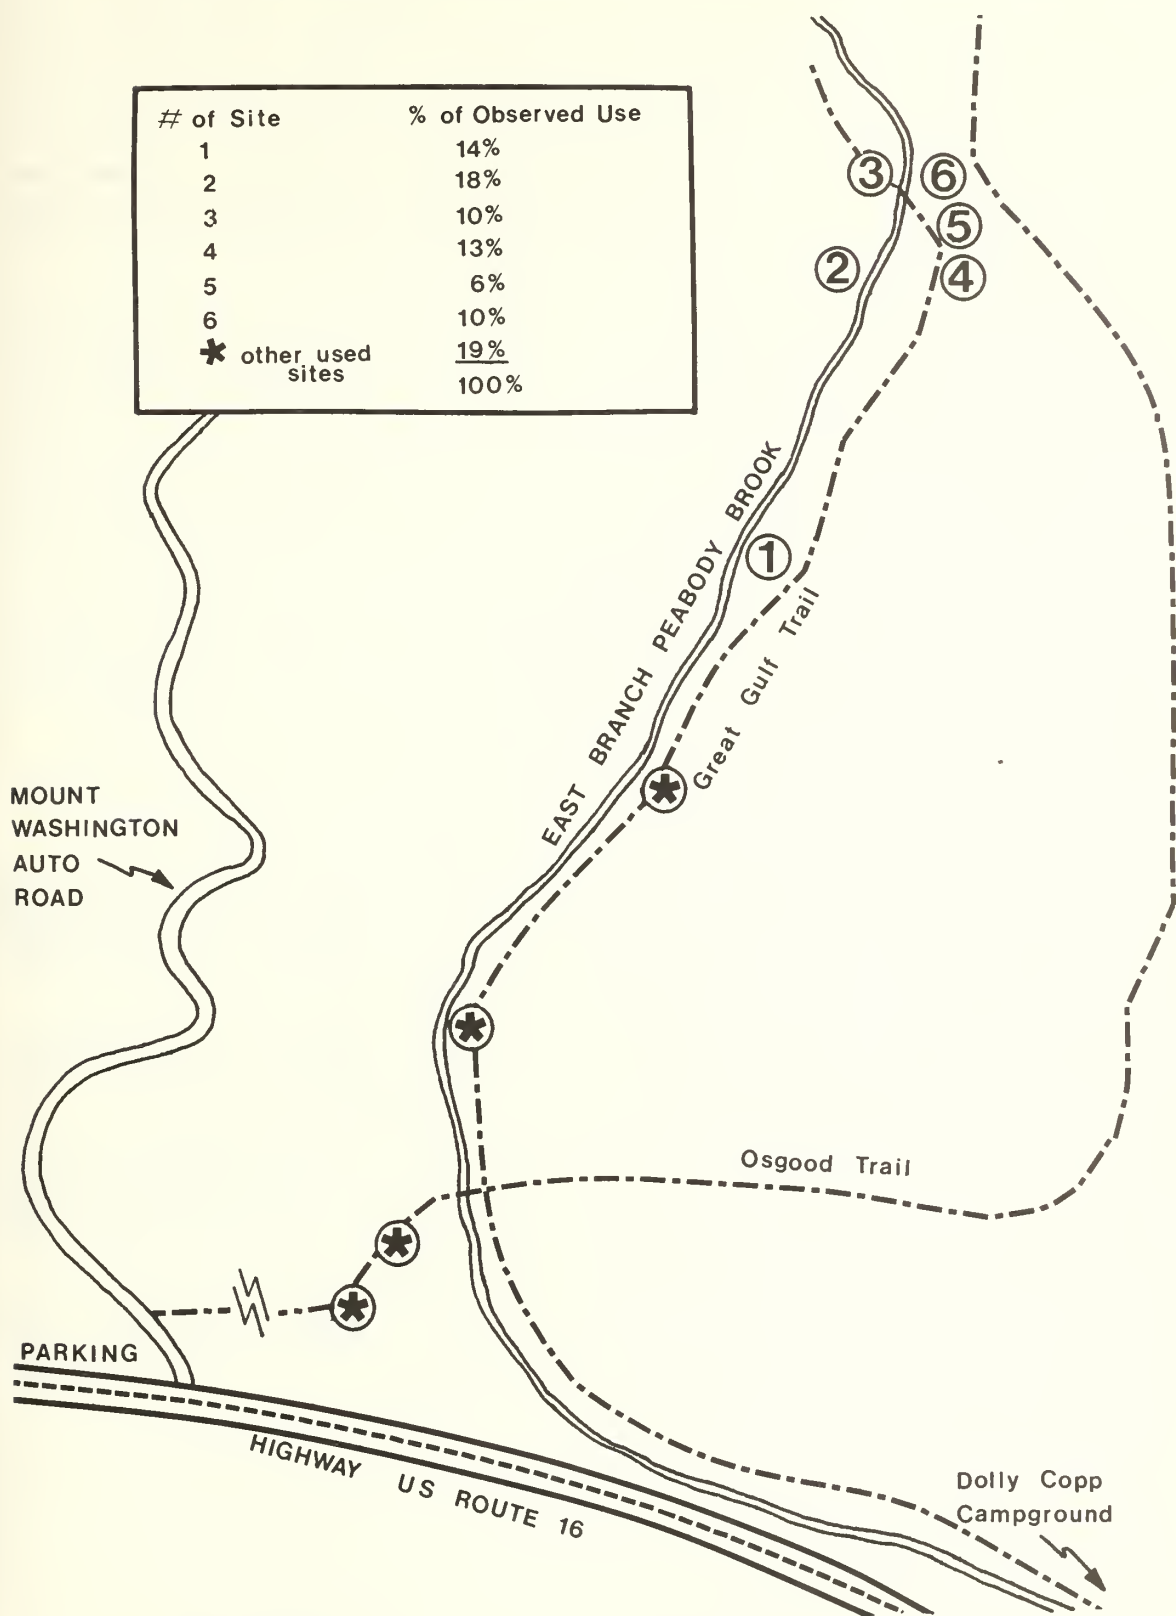 # of Site % of Observed Use
1 14%
2 18%
3 10%
4 13%
5 6%
6 10%
* other used 19%
sites
100%
3
6
5
4
2
1
EAST BRANCH PEABODY BROOK
Great Gulf Trail
*
MOUNT
WASHINGTON
AUTO
ROAD
*
Osgood Trail
*
*
PARKING
HIGHWAY US ROUTE 16
Dolly Copp
Campground